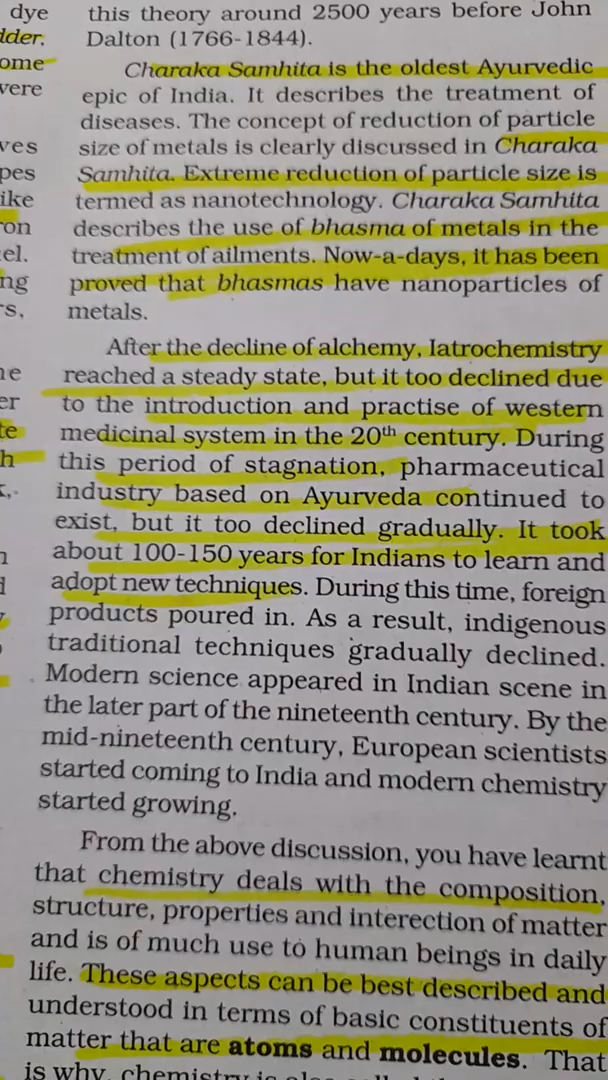 dye
lder.
ome
vere
ves
pes
ike
ron
el.
ng
rs,
ne
er
te
h
this theory around 2500 years before John
Dalton (1766-1844).
Charaka Samhita is the oldest Ayurvedic
epic of India. It describes the treatment of
diseases. The concept of reduction of particle
size of metals is clearly discussed in Charaka
Samhita. Extreme reduction of particle size is
termed as nanotechnology. Charaka Samhita
describes the use of bhasma of metals in the
treatment of ailments. Now-a-days, it has been
proved that bhasmas have nanoparticles of
metals.
After the decline of alchemy, Iatrochemistry
reached a steady state, but it too declined due
to the introduction and practise of western
medicinal system in the 20th century. During
this period of stagnation, pharmaceutical
industry based on Ayurveda continued to
exist, but it too declined gradually. It took
about 100-150 years for Indians to learn and
adopt new techniques. During this time, foreign
products poured in. As a result, indigenous
traditional techniques gradually declined.
Modern science appeared in Indian scene in
the later part of the nineteenth century. By the
mid-nineteenth century, European scientists
started coming to India and modern chemistry
started growing.
From the above discussion, you have learnt
that chemistry deals with the composition,
structure, properties and interection of matter
and is of much use to human beings in daily
life. These aspects can be best described and
understood in terms of basic constituents of
matter that are atoms and molecules. That
is why, chemistry is also called the